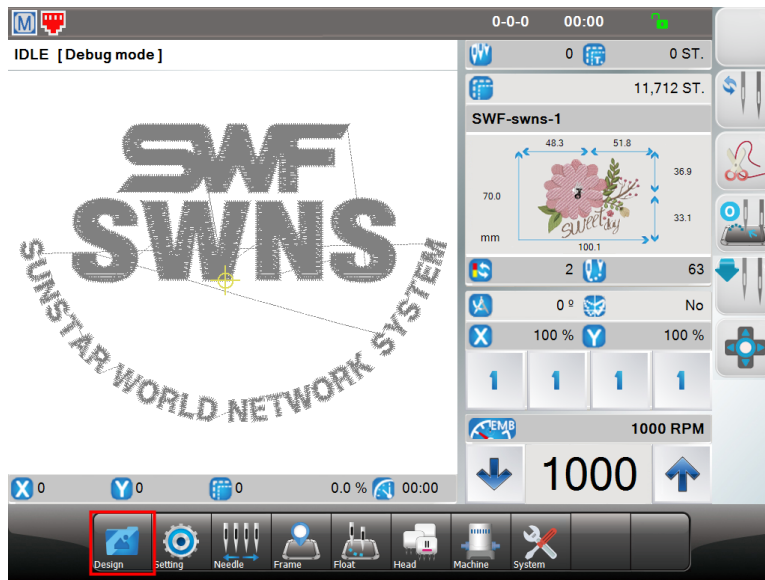 M
0-0-0 00:00
IDLE [Debug mode]
0 0 ST.
11,712 ST.
SWF-swns-1
48.3 51.8
36.9
70.0
33.1
Sweet day
mm
100.1
2 63
0 º No
X 100 % Y 100 %
1 1 1 1
EMB 1000 RPM
1000
SWF
SWNS
SUNSTAR WORLD NETWORK SYSTEM
X 0 Y 0 0 0.0 % 00:00
Design Setting Needle Frame Float Head Machine System